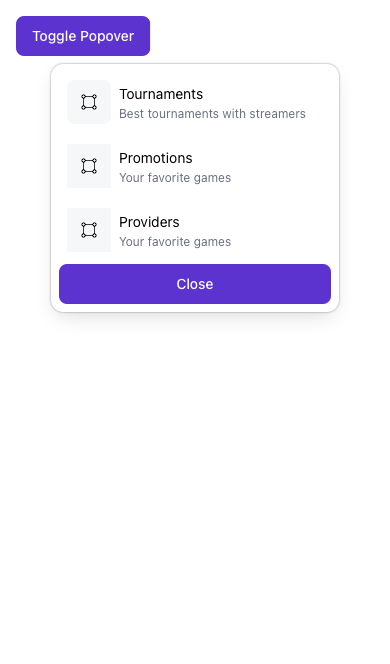 Toggle Popover
Tournaments
Best tournaments with streamers
Promotions
Your favorite games
Providers
Your favorite games
Close